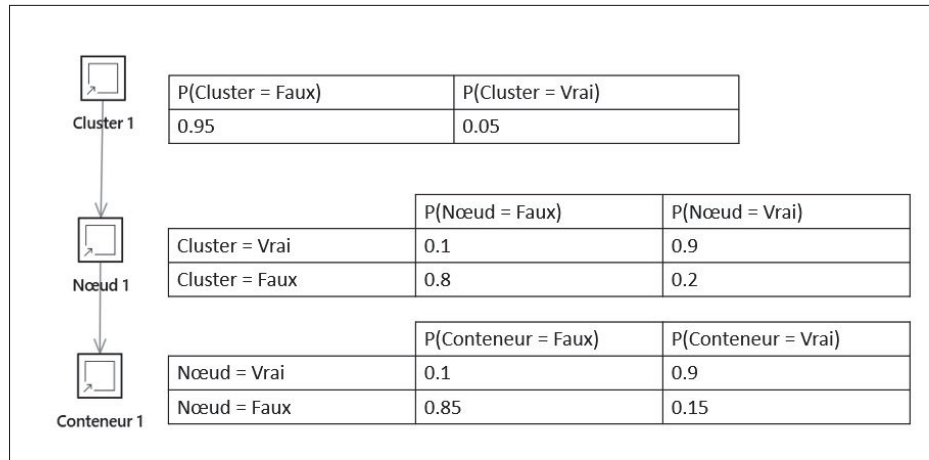 Cluster 1
P(Cluster = Faux) P(Cluster = Vrai)
0.95 0.05
Nœud 1
P(Nœud = Faux) P(Nœud = Vrai)
Cluster = Vrai 0.1 0.9
Cluster = Faux 0.8 0.2
Conteneur 1
P(Conteneur = Faux) P(Conteneur = Vrai)
Nœud = Vrai 0.1 0.9
Nœud = Faux 0.85 0.15